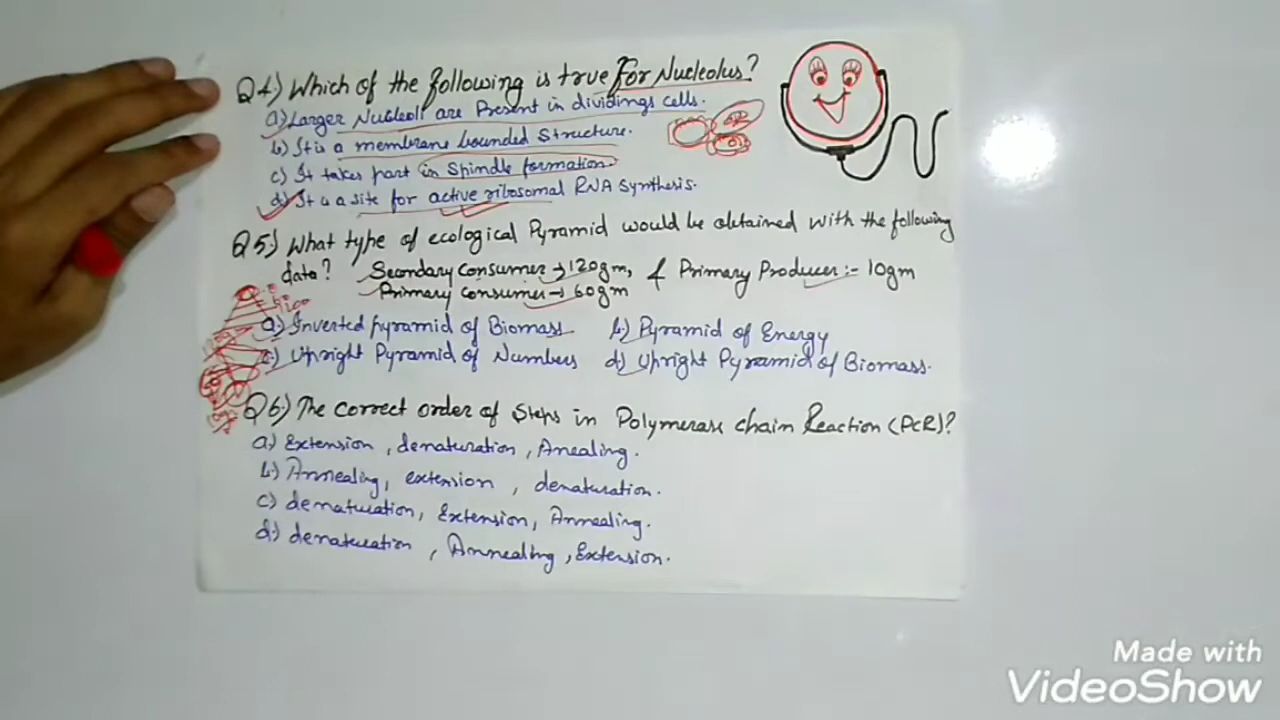 Q4) Which of the following is true for Nucleolus?
a) Larger Nucleoli are Present in dividings cells.
b) It is a membrane bounded Structure.
c) It takes part in Spindle formation.
d) It is a site for active ribosomal RNA Synthesis.
Q5) What type of ecological Pyramid would be obtained with the following
data? Secondary Consumer → 120gm, & Primary Producer :- 10gm
Primary Consumer → 60gm
a) Inverted pyramid of Biomass b) Pyramid of Energy
c) Upright Pyramid of Numbers d) Upright Pyramid of Biomass.
Q6) The Correct order of Steps in Polymerase chain Reaction (PCR)?
a) Extension, denaturation, Anealing.
b) Annealing, extension, denaturation.
c) denaturation, Extension, Annealing.
d) denaturation, Annealing, Extension.
Made with
VideoShow